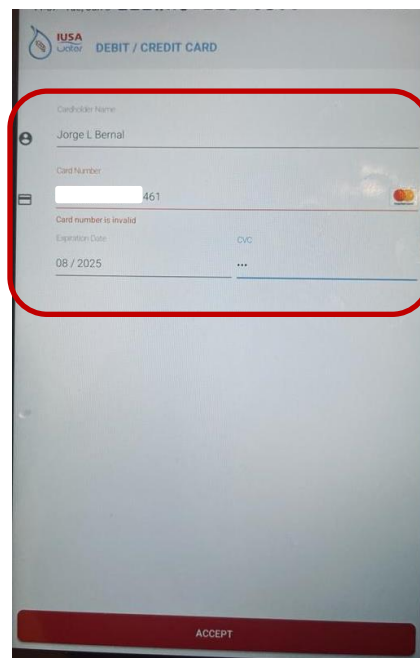 IUSA
DEBIT / CREDIT CARD
Cardholder Name
Jorge L Bernal
Card Number
461
Card number is invalid
Expiration Date
CVC
08 / 2025
•••
ACCEPT